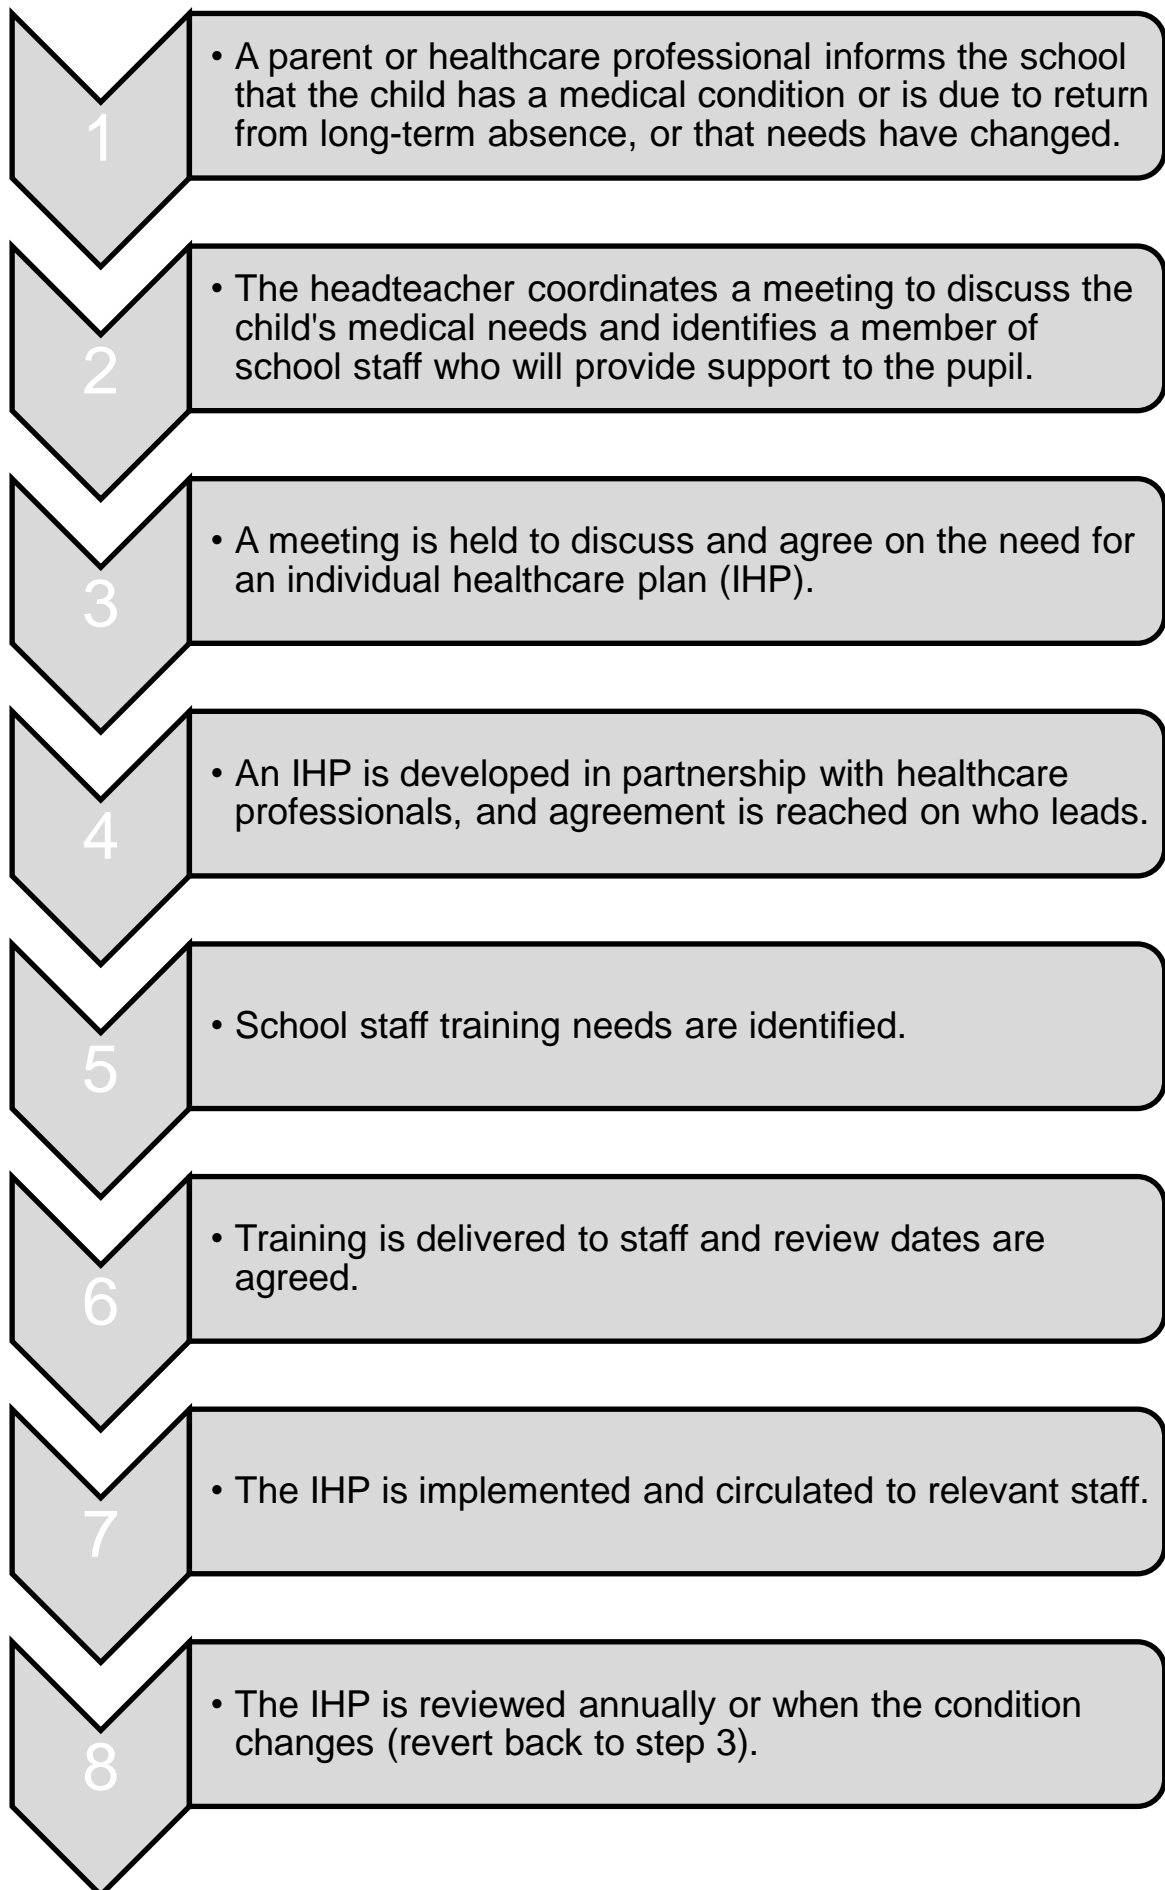 1
• A parent or healthcare professional informs the school
that the child has a medical condition or is due to return
from long-term absence, or that needs have changed.
2
• The headteacher coordinates a meeting to discuss the
child's medical needs and identifies a member of
school staff who will provide support to the pupil.
3
• A meeting is held to discuss and agree on the need for
an individual healthcare plan (IHP).
4
• An IHP is developed in partnership with healthcare
professionals, and agreement is reached on who leads.
5
• School staff training needs are identified.
6
• Training is delivered to staff and review dates are
agreed.
7
• The IHP is implemented and circulated to relevant staff.
8
• The IHP is reviewed annually or when the condition
changes (revert back to step 3).